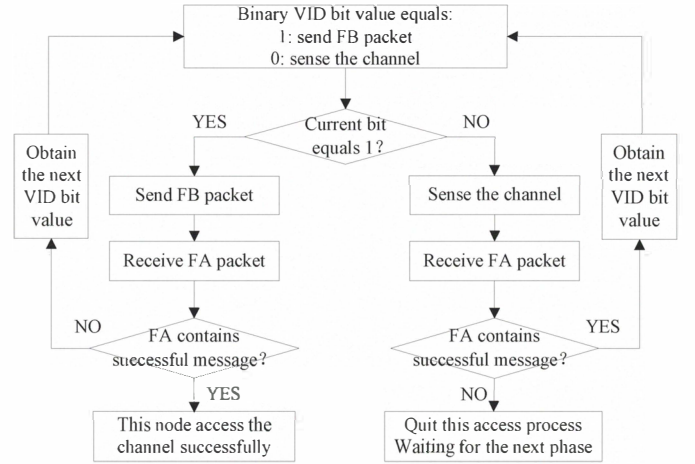 Binary VID bit value equals:
1: send FB packet
0: sense the channel
YES
Current bit
equals 1?
NO
Obtain
the next
VID bit
value
Send FB packet
Receive FA packet
NO
FA contains
successful message?
YES
This node access the
channel successfully
Sense the channel
Receive FA packet
FA contains
successful message?
YES
NO
Quit this access process
Waiting for the next phase
Obtain
the next
VID bit
value